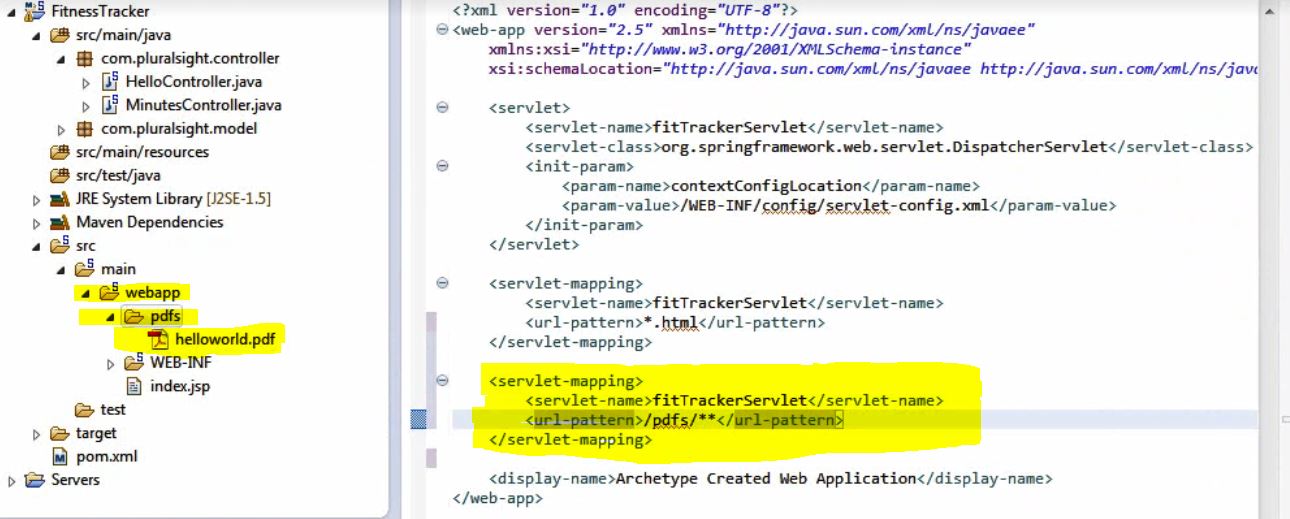 FitnessTracker
src/main/java
com.pluralsight.controller
HelloController.java
MinutesController.java
com.pluralsight.model
src/main/resources
src/test/java
JRE System Library [J2SE-1.5]
Maven Dependencies
src
main
webapp
pdfs
helloworld.pdf
WEB-INF
index.jsp
test
target
pom.xml
Servers
<?xml version="1.0" encoding="UTF-8"?>
<web-app version="2.5" xmlns="http://java.sun.com/xml/ns/javaee"
xmlns:xsi="http://www.w3.org/2001/XMLSchema-instance"
xsi:schemaLocation="http://java.sun.com/xml/ns/javaee http://java.sun.com/xml/ns/java
<servlet>
<servlet-name>fitTrackerServlet</servlet-name>
<servlet-class>org.springframework.web.servlet.DispatcherServlet</servlet-class>
<init-param>
<param-name>contextConfigLocation</param-name>
<param-value>/WEB-INF/config/servlet-config.xml</param-value>
</init-param>
</servlet>
<servlet-mapping>
<servlet-name>fitTrackerServlet</servlet-name>
<url-pattern>*.html</url-pattern>
</servlet-mapping>
<servlet-mapping>
<servlet-name>fitTrackerServlet</servlet-name>
<url-pattern>/pdfs/**</url-pattern>
</servlet-mapping>
<display-name>Archetype Created Web Application</display-name>
</web-app>